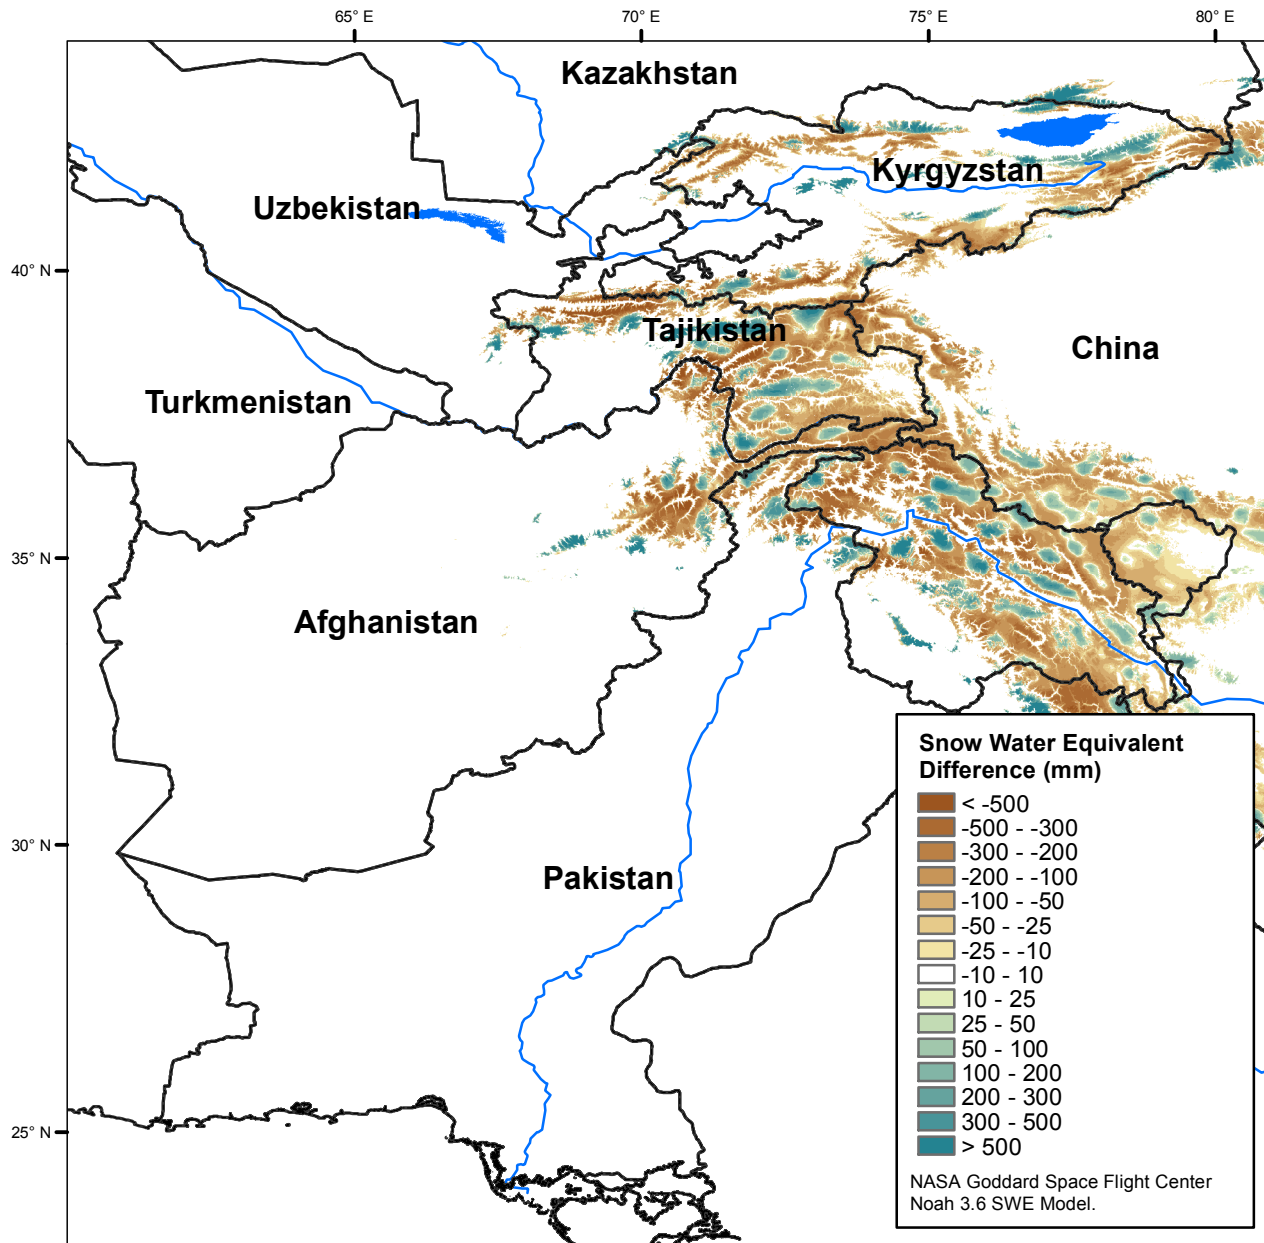 65° E
70° E
75° E
80° E
Kazakhstan
Kyrgyzstan
Uzbekistan
40° N
Tajikistan
China
Turkmenistan
35° N
Afghanistan
30° N
Pakistan
25° N
Snow Water Equivalent
Difference (mm)
< -500
-500 - -300
-300 - -200
-200 - -100
-100 - -50
-50 - -25
-25 - -10
-10 - 10
10 - 25
25 - 50
50 - 100
100 - 200
200 - 300
300 - 500
> 500
NASA Goddard Space Flight Center
Noah 3.6 SWE Model.